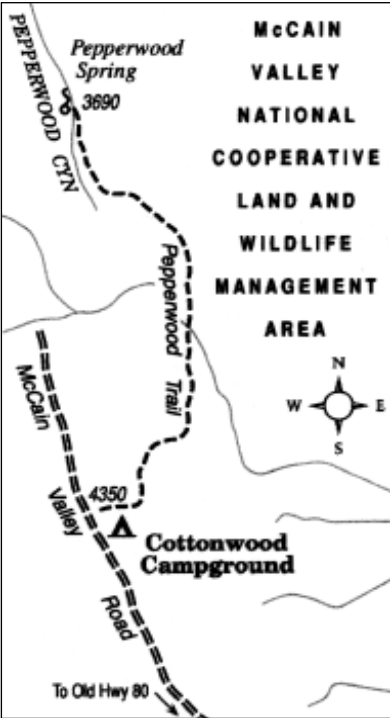 McCAIN
VALLEY
NATIONAL
COOPERATIVE
LAND AND
WILDLIFE
MANAGEMENT
AREA
PEPPERWOOD CYN
Pepperwood
Spring
3690
Pepperwood Trail
N
W E
S
McCain Valley Road
4350
Cottonwood
Campground
To Old Hwy 80